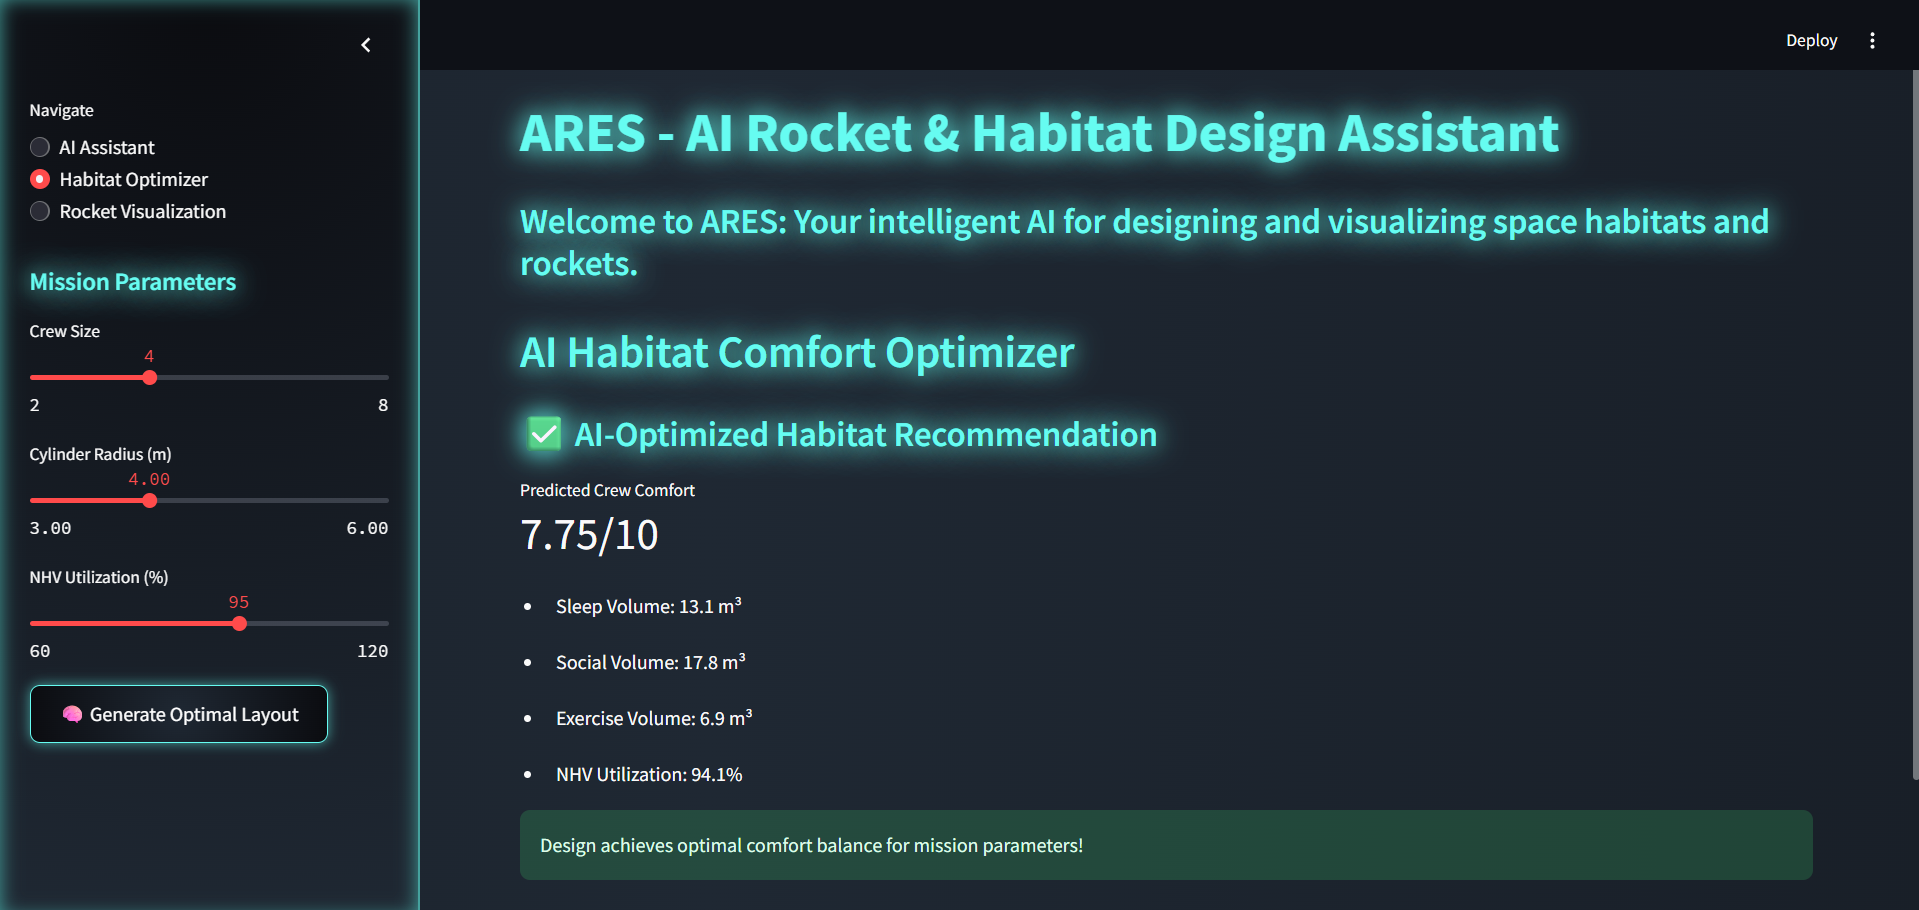 Deploy
Navigate
AI Assistant
Habitat Optimizer
Rocket Visualization
Mission Parameters
Crew Size
4
2 8
Cylinder Radius (m)
4.00
3.00 6.00
NHV Utilization (%)
95
60 120
🧠 Generate Optimal Layout
ARES - AI Rocket & Habitat Design Assistant
Welcome to ARES: Your intelligent AI for designing and visualizing space habitats and
rockets.
AI Habitat Comfort Optimizer
✅ AI-Optimized Habitat Recommendation
Predicted Crew Comfort
7.75/10
• Sleep Volume: 13.1 m³
• Social Volume: 17.8 m³
• Exercise Volume: 6.9 m³
• NHV Utilization: 94.1%
Design achieves optimal comfort balance for mission parameters!